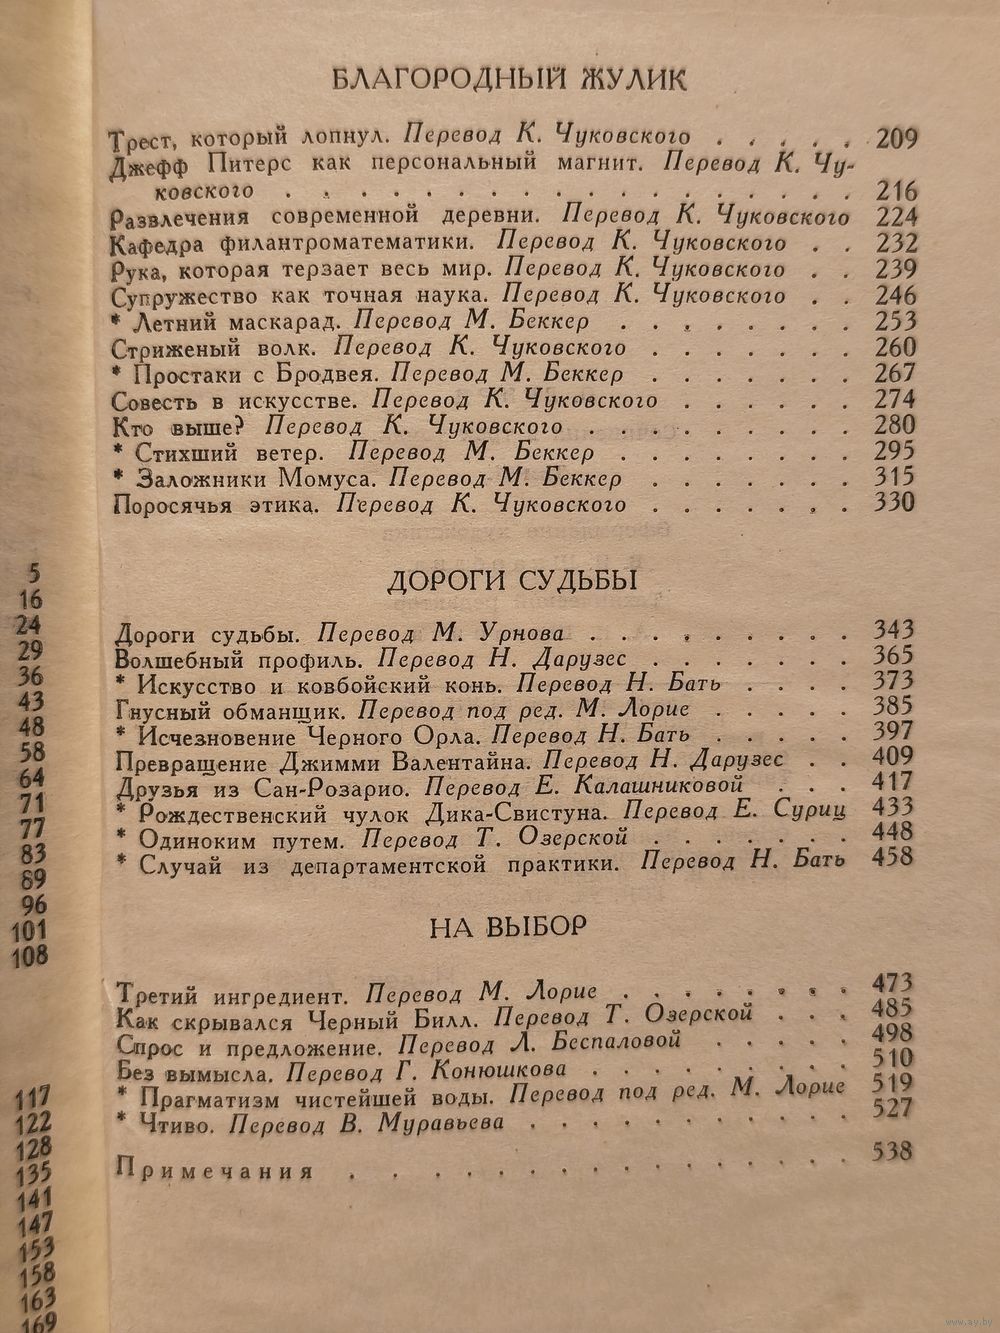 БЛАГОРОДНЫЙ ЖУЛИК
Трест, который лопнул. Перевод К. Чуковского . . . . . 209
Джефф Питерс как персональный магнит. Перевод К. Чу-
ковского . . . . . . . . . . . . . . . . . . 216
Развлечения современной деревни. Перевод К. Чуковского 224
Кафедра филантроматематики. Перевод К. Чуковского . . 232
Рука, которая терзает весь мир. Перевод К. Чуковского . . 239
Супружество как точная наука. Перевод К. Чуковского . . 246
* Летний маскарад. Перевод М. Беккер . . . . . . . . 253
Стриженый волк. Перевод К. Чуковского . . . . . . . 260
* Простаки с Бродвея. Перевод М. Беккер . . . . . . . 267
Совесть в искусстве. Перевод К. Чуковского . . . . . . 274
Кто выше? Перевод К. Чуковского . . . . . . . . . 280
* Стихший ветер. Перевод М. Беккер . . . . . . . . 295
* Заложники Момуса. Перевод М. Беккер . . . . . . . 315
Поросячья этика. Перевод К. Чуковского . . . . . . . 330
ДОРОГИ СУДЬБЫ
Дороги судьбы. Перевод М. Урнова . . . . . . . . . 343
Волшебный профиль. Перевод Н. Дарузес . . . . . . . 365
* Искусство и ковбойский конь. Перевод Н. Бать . . . . 373
Гнусный обманщик. Перевод под ред. М. Лорие . . . . . 385
* Исчезновение Черного Орла. Перевод Н. Бать . . . . . 397
Превращение Джимми Валентайна. Перевод Н. Дарузес . . 409
Друзья из Сан-Розарио. Перевод Е. Калашниковой . . . 417
* Рождественский чулок Дика-Свистуна. Перевод Е. Суриц 433
* Одиноким путем. Перевод Т. Озерской . . . . . . . 448
* Случай из департаментской практики. Перевод Н. Бать 458
НА ВЫБОР
Третий ингредиент. Перевод М. Лорие . . . . . . . . 473
Как скрывался Черный Билл. Перевод Т. Озерской . . . 485
Спрос и предложение. Перевод Л. Беспаловой . . . . . 498
Без вымысла. Перевод Г. Конюшкова . . . . . . . . . 510
* Прагматизм чистейшей воды. Перевод под ред. М. Лорие 519
* Чтиво. Перевод В. Муравьева . . . . . . . . . . . 527
Примечания . . . . . . . . . . . . . . . . . 538
5
16
24
29
36
43
48
58
64
71
77
83
89
96
101
108
117
122
128
135
141
147
153
158
163
169
www.ay.by